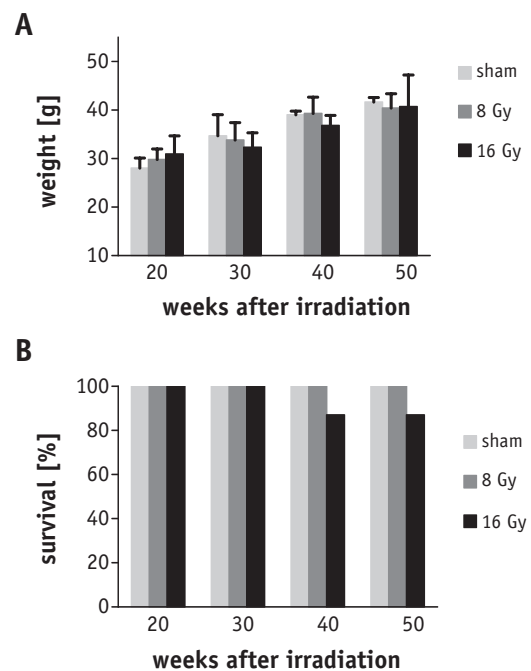 A
weight [g]
50
40
30
20
10
20 30 40 50
weeks after irradiation
sham
8 Gy
16 Gy
B
survival [%]
100
80
60
40
20
0
20 30 40 50
weeks after irradiation
sham
8 Gy
16 Gy